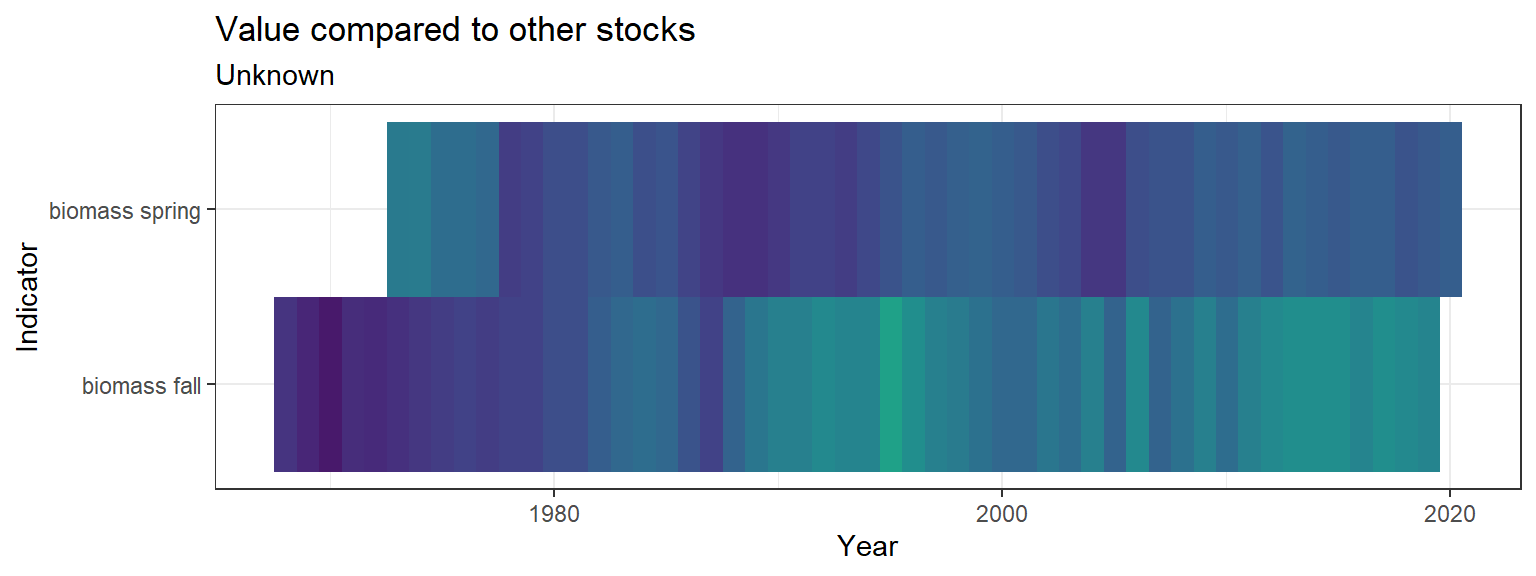 Value compared to other stocks
Unknown
Indicator
biomass spring
biomass fall
1980 2000 2020
Year